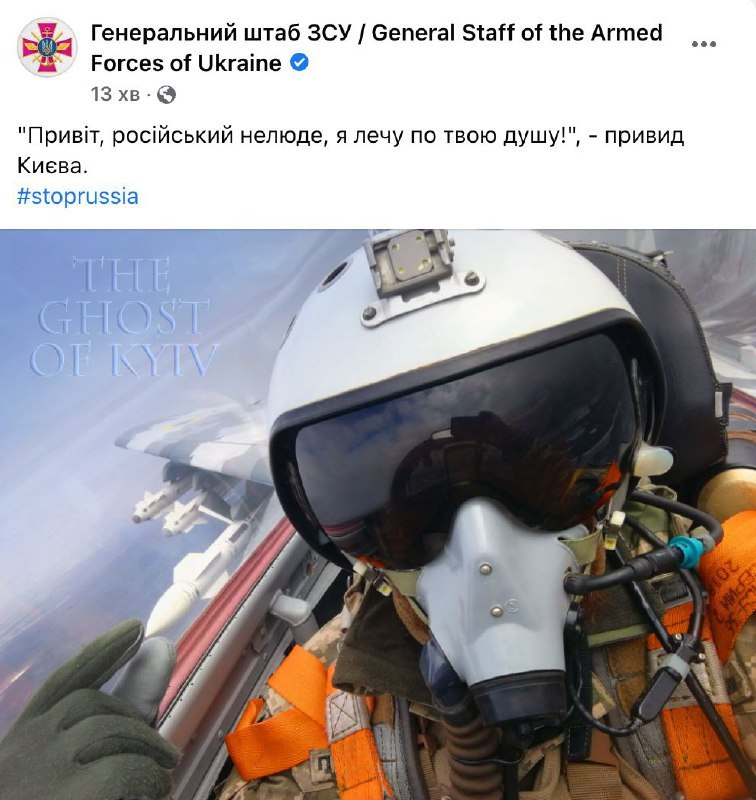 Генеральний штаб ЗСУ / General Staff of the Armed
Forces of Ukraine
13 хв ·
"Привіт, російський нелюде, я лечу по твою душу!", - привид
Києва.
#stoprussia
THE
GHOST
OF KYIV